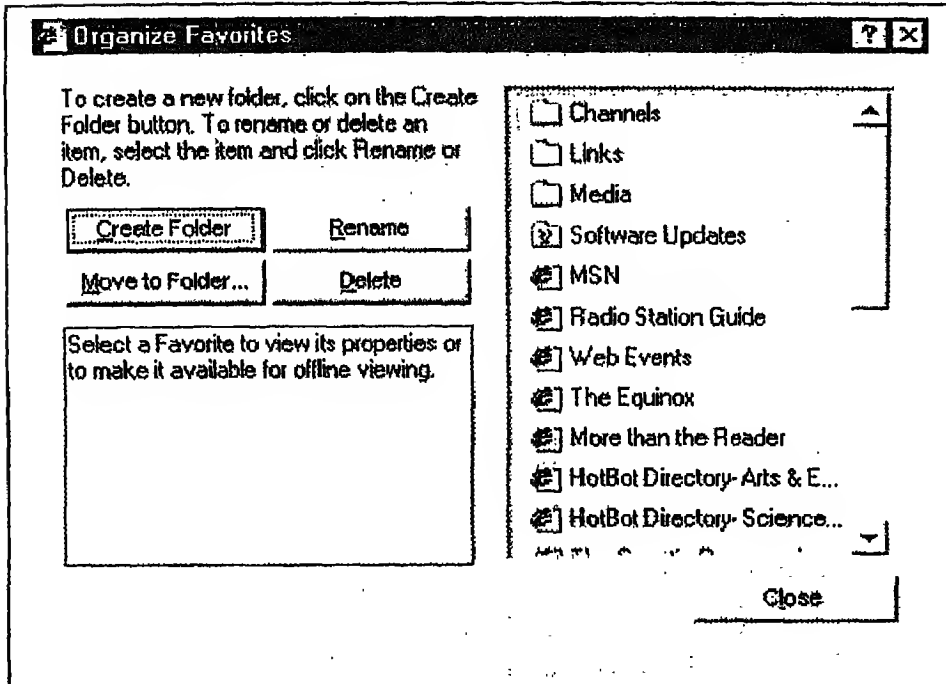 Organize Favorites
To create a new folder, click on the Create
Folder button. To rename or delete an
item, select the item and click Rename or
Delete.
Create Folder
Rename
Move to Folder...
Delete
Select a Favorite to view its properties or
to make it available for offline viewing.
Channels
Links
Media
Software Updates
MSN
Radio Station Guide
Web Events
The Equinox
More than the Reader
HotBot Directory- Arts & E...
HotBot Directory- Science...
Close